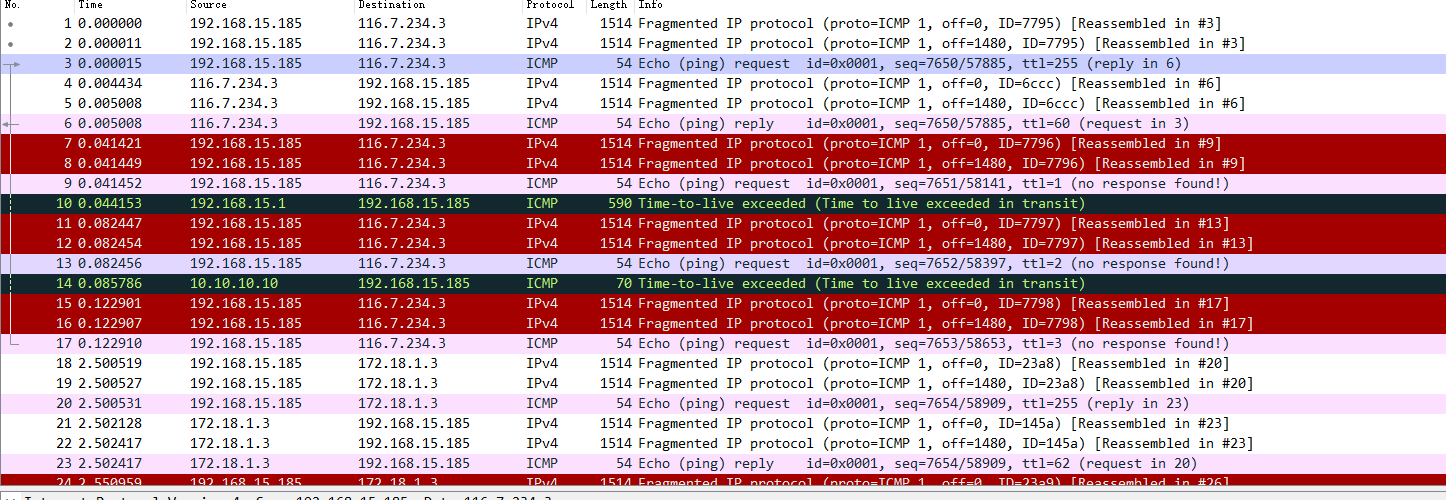 No. Time Source Destination Protocol Length Info
1 0.000000 192.168.15.185 116.7.234.3 IPv4 1514 Fragmented IP protocol (proto=ICMP 1, off=0, ID=7795) [Reassembled in #3]
2 0.000011 192.168.15.185 116.7.234.3 IPv4 1514 Fragmented IP protocol (proto=ICMP 1, off=1480, ID=7795) [Reassembled in #3]
3 0.000015 192.168.15.185 116.7.234.3 ICMP 54 Echo (ping) request id=0x0001, seq=7650/57885, ttl=255 (reply in 6)
4 0.004434 116.7.234.3 192.168.15.185 IPv4 1514 Fragmented IP protocol (proto=ICMP 1, off=0, ID=6ccc) [Reassembled in #6]
5 0.005008 116.7.234.3 192.168.15.185 IPv4 1514 Fragmented IP protocol (proto=ICMP 1, off=1480, ID=6ccc) [Reassembled in #6]
6 0.005008 116.7.234.3 192.168.15.185 ICMP 54 Echo (ping) reply id=0x0001, seq=7650/57885, ttl=60 (request in 3)
7 0.041421 192.168.15.185 116.7.234.3 IPv4 1514 Fragmented IP protocol (proto=ICMP 1, off=0, ID=7796) [Reassembled in #9]
8 0.041449 192.168.15.185 116.7.234.3 IPv4 1514 Fragmented IP protocol (proto=ICMP 1, off=1480, ID=7796) [Reassembled in #9]
9 0.041452 192.168.15.185 116.7.234.3 ICMP 54 Echo (ping) request id=0x0001, seq=7651/58141, ttl=1 (no response found!)
10 0.044153 192.168.15.1 192.168.15.185 ICMP 590 Time-to-live exceeded (Time to live exceeded in transit)
11 0.082447 192.168.15.185 116.7.234.3 IPv4 1514 Fragmented IP protocol (proto=ICMP 1, off=0, ID=7797) [Reassembled in #13]
12 0.082454 192.168.15.185 116.7.234.3 IPv4 1514 Fragmented IP protocol (proto=ICMP 1, off=1480, ID=7797) [Reassembled in #13]
13 0.082456 192.168.15.185 116.7.234.3 ICMP 54 Echo (ping) request id=0x0001, seq=7652/58397, ttl=2 (no response found!)
14 0.085786 10.10.10.10 192.168.15.185 ICMP 70 Time-to-live exceeded (Time to live exceeded in transit)
15 0.122901 192.168.15.185 116.7.234.3 IPv4 1514 Fragmented IP protocol (proto=ICMP 1, off=0, ID=7798) [Reassembled in #17]
16 0.122907 192.168.15.185 116.7.234.3 IPv4 1514 Fragmented IP protocol (proto=ICMP 1, off=1480, ID=7798) [Reassembled in #17]
17 0.122910 192.168.15.185 116.7.234.3 ICMP 54 Echo (ping) request id=0x0001, seq=7653/58653, ttl=3 (no response found!)
18 2.500519 192.168.15.185 172.18.1.3 IPv4 1514 Fragmented IP protocol (proto=ICMP 1, off=0, ID=23a8) [Reassembled in #20]
19 2.500527 192.168.15.185 172.18.1.3 IPv4 1514 Fragmented IP protocol (proto=ICMP 1, off=1480, ID=23a8) [Reassembled in #20]
20 2.500531 192.168.15.185 172.18.1.3 ICMP 54 Echo (ping) request id=0x0001, seq=7654/58909, ttl=255 (reply in 23)
21 2.502128 172.18.1.3 192.168.15.185 IPv4 1514 Fragmented IP protocol (proto=ICMP 1, off=0, ID=145a) [Reassembled in #23]
22 2.502417 172.18.1.3 192.168.15.185 IPv4 1514 Fragmented IP protocol (proto=ICMP 1, off=1480, ID=145a) [Reassembled in #23]
23 2.502417 172.18.1.3 192.168.15.185 ICMP 54 Echo (ping) reply id=0x0001, seq=7654/58909, ttl=62 (request in 20)
24 2.550959 192.168.15.185 172.18.1.3 IPv4 1514 Fragmented IP protocol (proto=ICMP 1, off=0, ID=23a9) [Reassembled in #26]